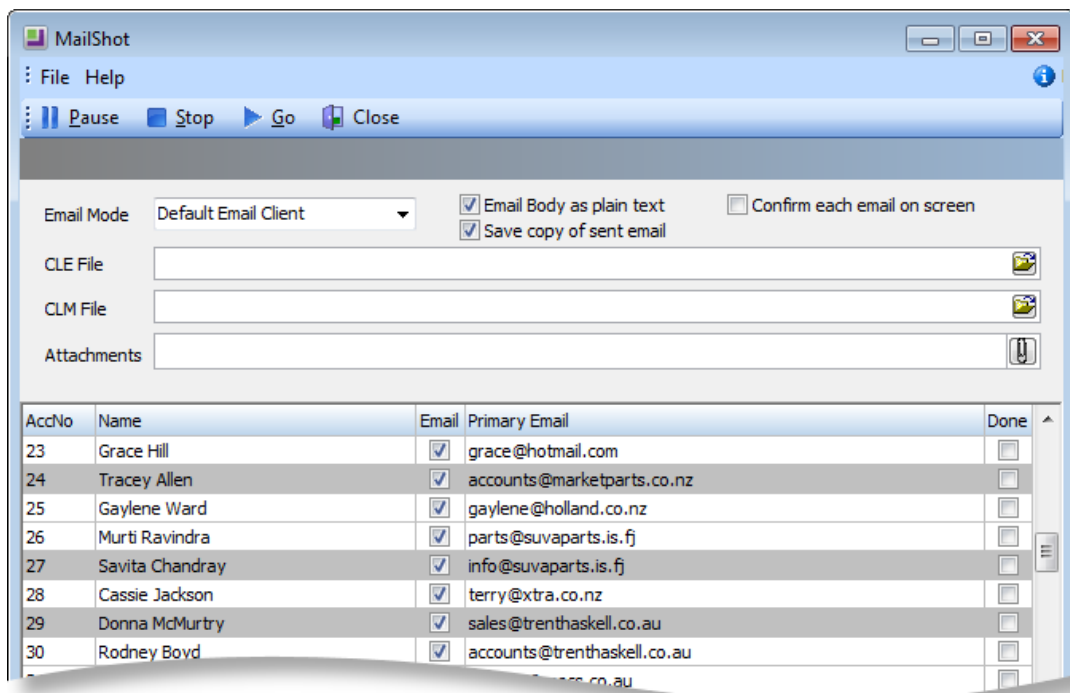 MailShot
File Help
Pause Stop Go Close
Email Mode Default Email Client Email Body as plain text Confirm each email on screen
Save copy of sent email
CLE File
CLM File
Attachments
AccNo Name Email Primary Email Done
23 Grace Hill grace@hotmail.com
24 Tracey Allen accounts@marketparts.co.nz
25 Gaylene Ward gaylene@holland.co.nz
26 Murti Ravindra parts@suvaparts.is.fj
27 Savita Chandray info@suvaparts.is.fj
28 Cassie Jackson terry@xtra.co.nz
29 Donna McMurtry sales@trenthaskell.co.au
30 Rodney Boyd accounts@trenthaskell.co.au